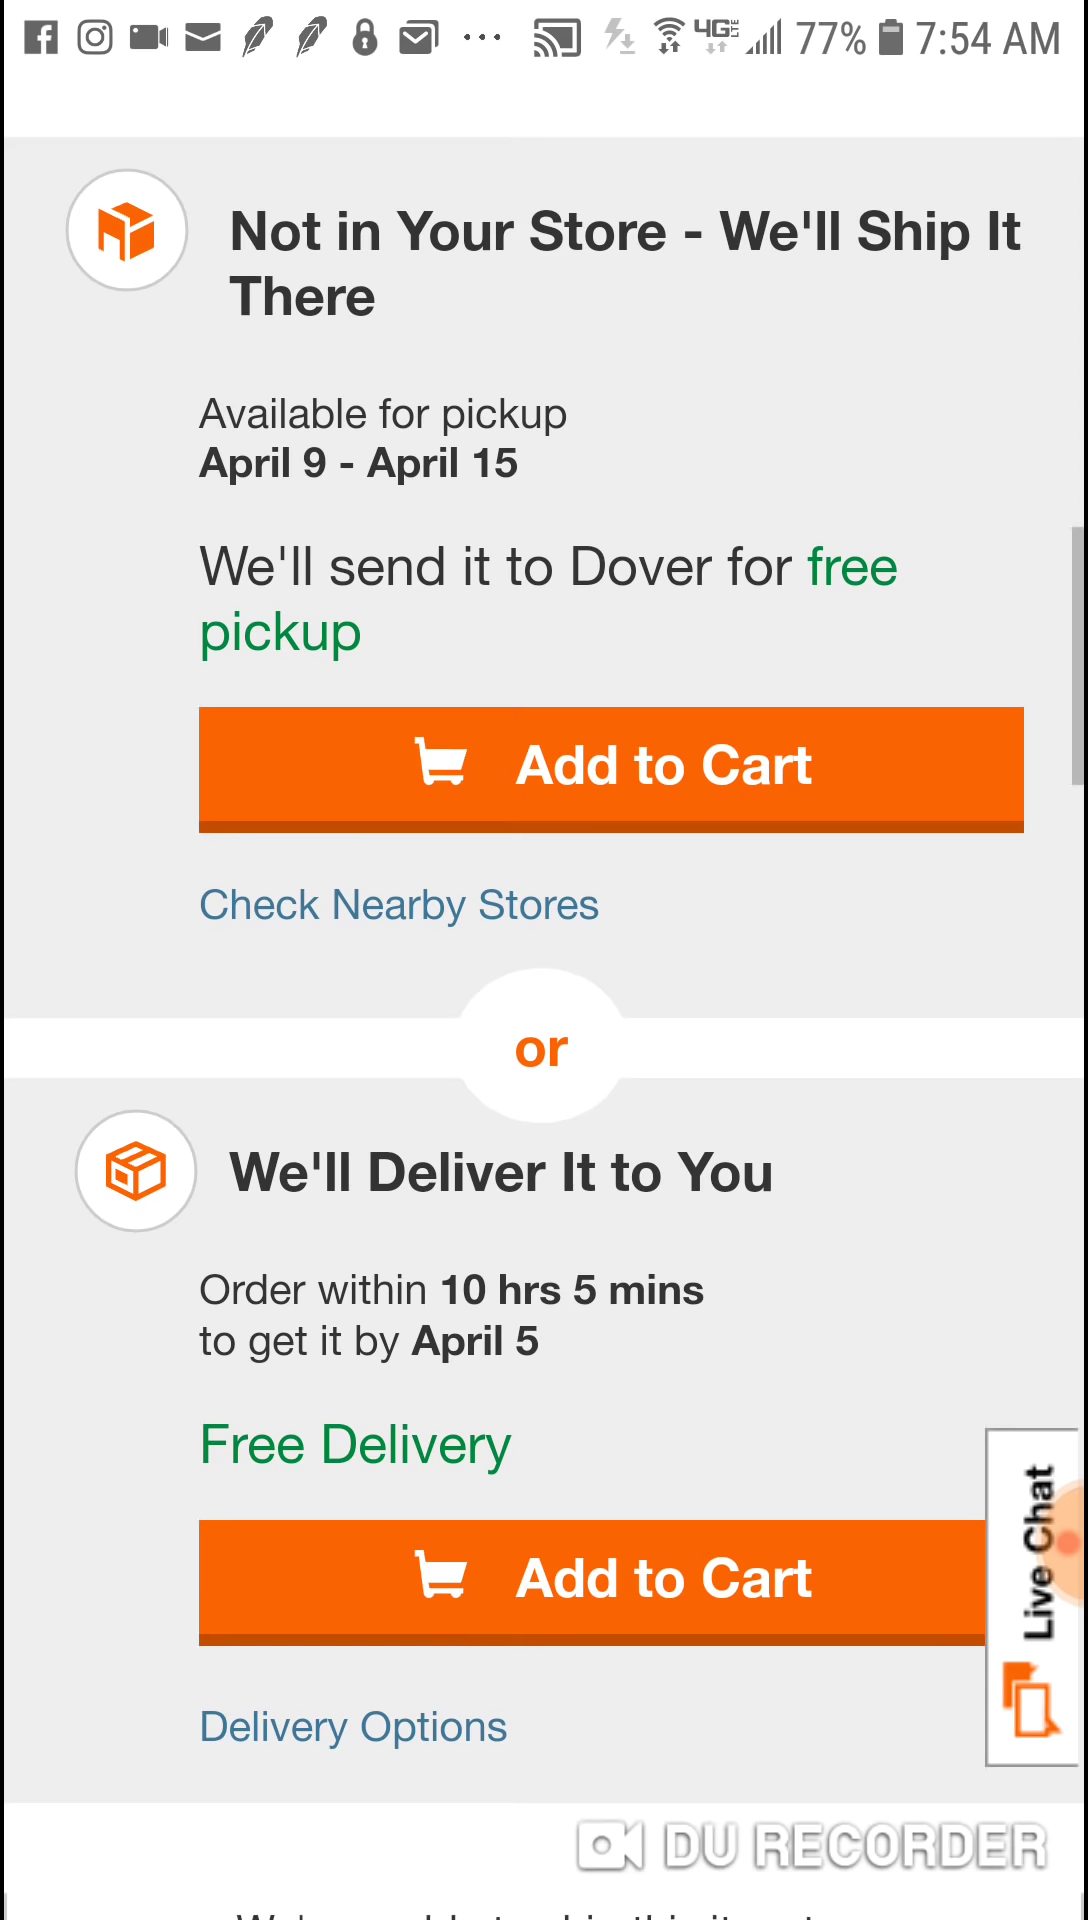 4G LTE 77% 7:54 AM
Not in Your Store - We'll Ship It
There
Available for pickup
April 9 - April 15
We'll send it to Dover for free
pickup
Add to Cart
Check Nearby Stores
or
We'll Deliver It to You
Order within 10 hrs 5 mins
to get it by April 5
Free Delivery
Add to Cart
Live Chat
Delivery Options
DU RECORDER